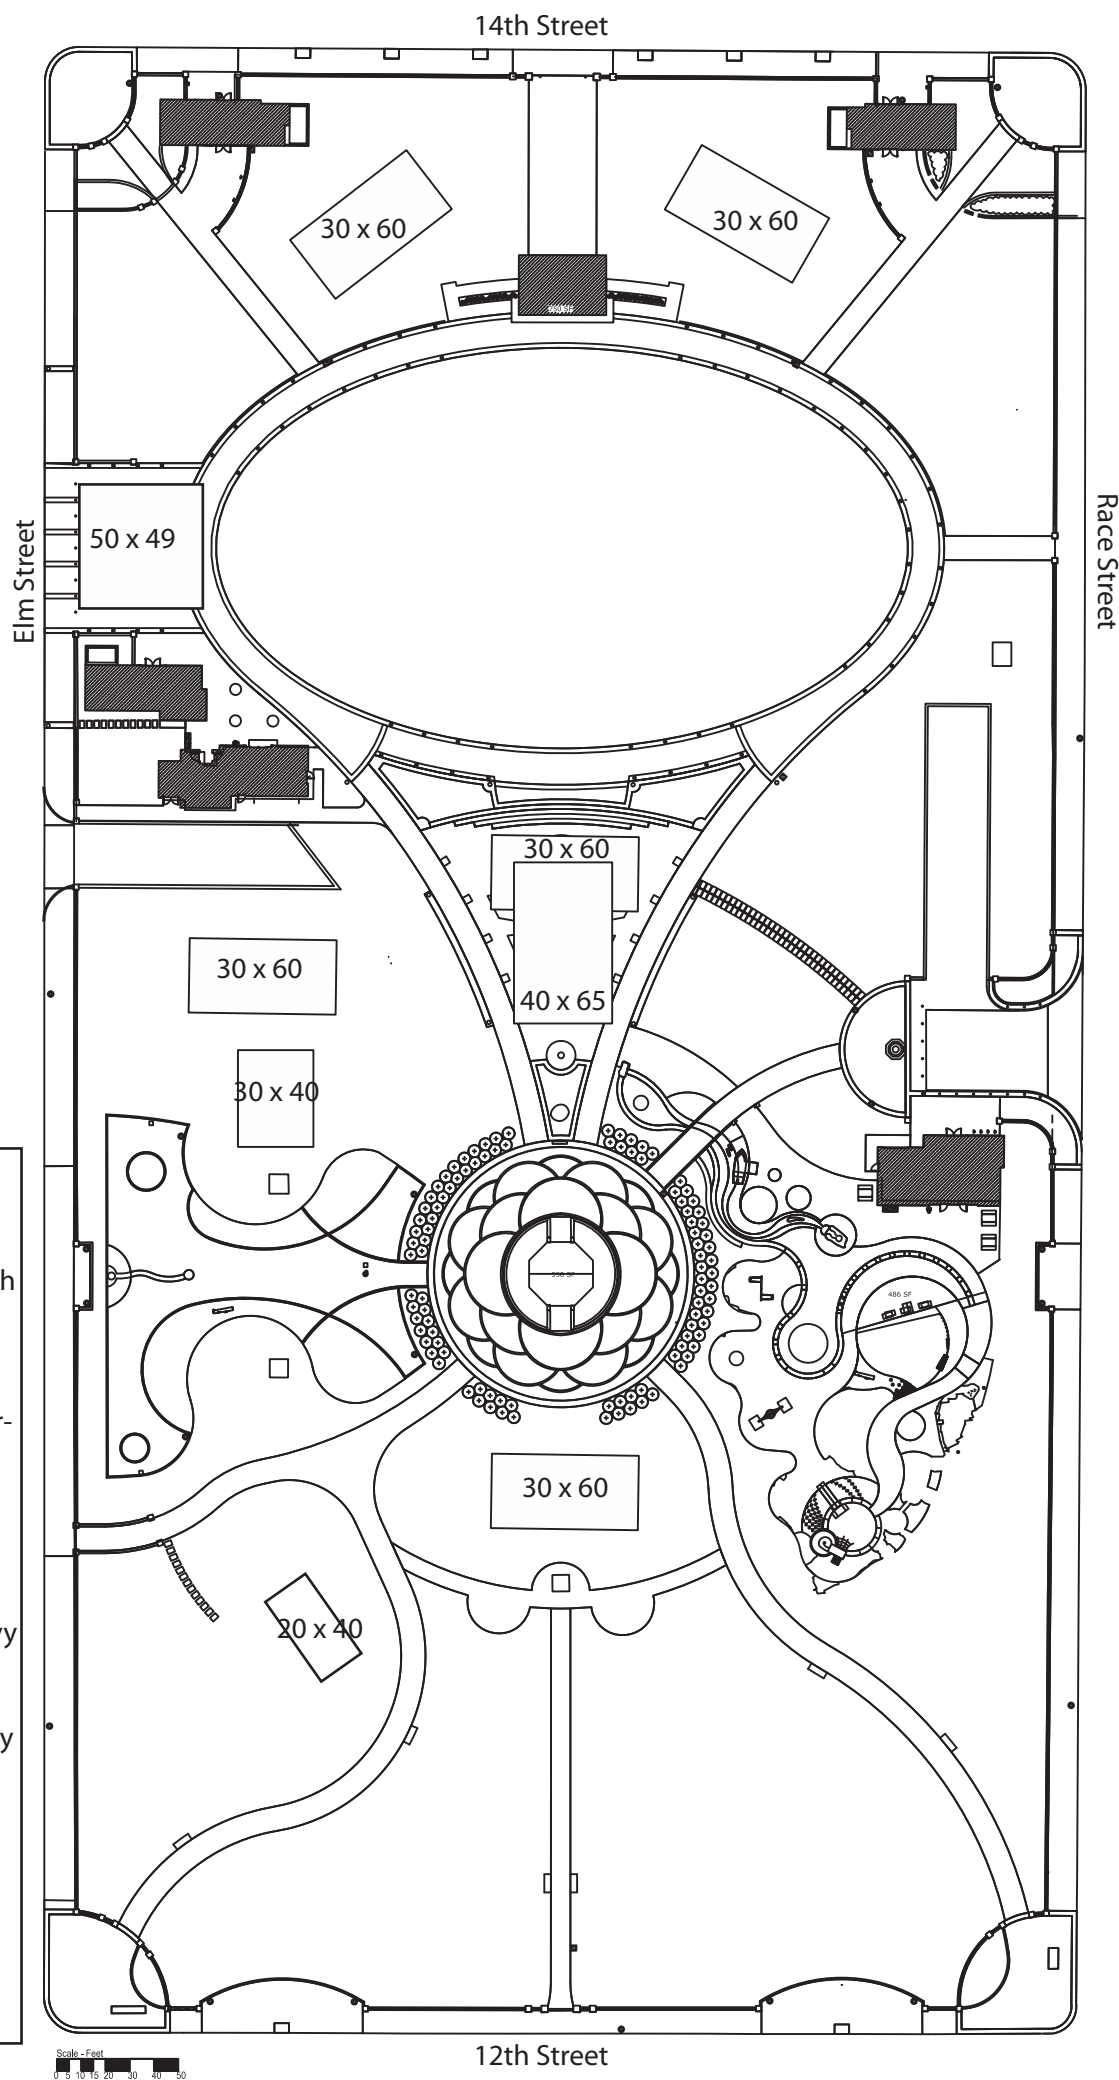 14th Street
30 x 60
30 x 60
Elm Street
50 x 49
Race Street
30 x 60
30 x 60
40 x 65
30 x 40
h
486 SF
r-
30 x 60
20 x 40
y
y
12th Street
Scale - Feet
0 5 10 15 20 30 40 50